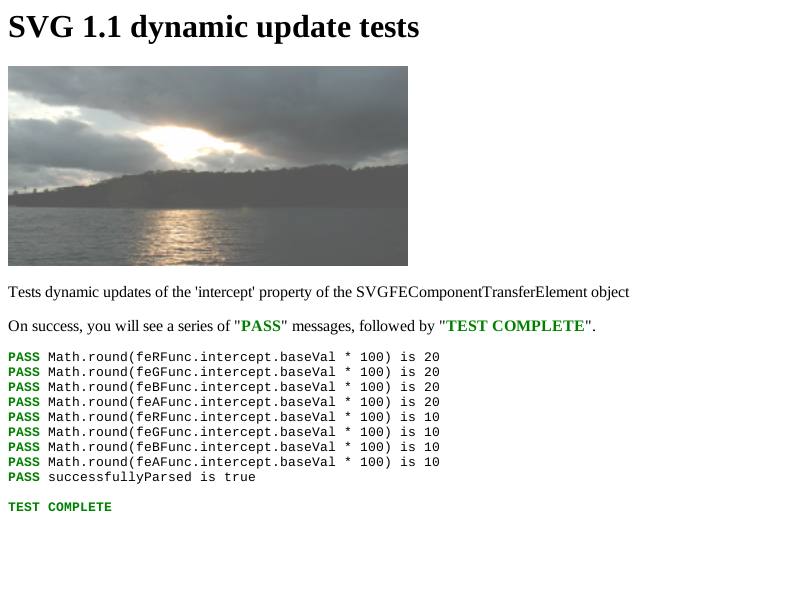 SVG 1.1 dynamic update tests
Tests dynamic updates of the 'intercept' property of the SVGFEComponentTransferElement object
On success, you will see a series of "PASS" messages, followed by "TEST COMPLETE".
PASS Math.round(feRFunc.intercept.baseVal * 100) is 20
PASS Math.round(feGFunc.intercept.baseVal * 100) is 20
PASS Math.round(feBFunc.intercept.baseVal * 100) is 20
PASS Math.round(feAFunc.intercept.baseVal * 100) is 20
PASS Math.round(feRFunc.intercept.baseVal * 100) is 10
PASS Math.round(feGFunc.intercept.baseVal * 100) is 10
PASS Math.round(feBFunc.intercept.baseVal * 100) is 10
PASS Math.round(feAFunc.intercept.baseVal * 100) is 10
PASS successfullyParsed is true
TEST COMPLETE